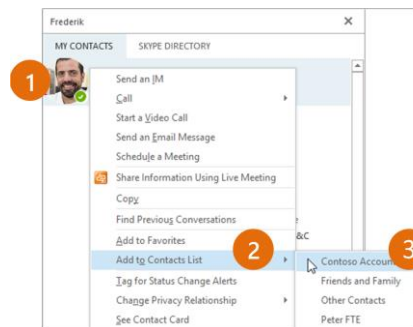 Frederik
MY CONTACTS SKYPE DIRECTORY
1
Send an IM
Call
Start a Video Call
Send an Email Message
Schedule a Meeting
Share Information Using Live Meeting
Copy
Find Previous Conversations
&C
Add to Favorites
2
3
Add to Contacts List
Contoso
Tag for Status Change Alerts
Friends and Family
Change Privacy Relationship
Other Contacts
See Contact Card
Peter FTE